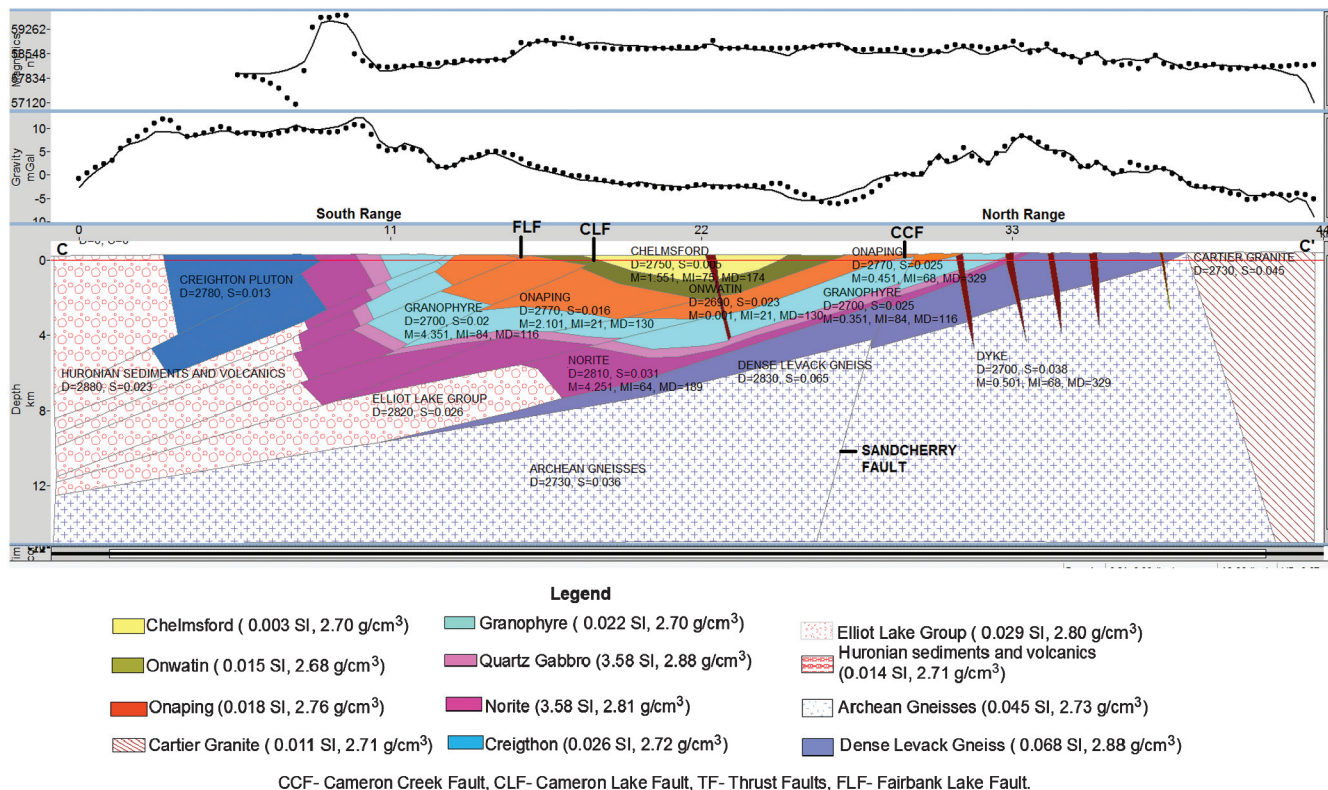 Magnetics
nT
59262
58548
57834
57120
Gravity
mGal
10
5
0
-5
10
South Range
North Range
0
11
22
33
44
FLF
CLF
CCF
C
C'
D=0, S=0
Depth
km
0
4
8
12
CREIGHTON PLUTON
D=2780, S=0.013
CHELMSFORD
D=2750, S=0.005
M=1.551, MI=75, MD=174
ONAPING
D=2770, S=0.025
M=0.451, MI=68, MD=329
CARTIER GRANITE
D=2730, S=0.045
ONWATIN
D=2690, S=0.023
M=0.001, MI=21, MD=130
GRANOPHYRE
D=2700, S=0.025
M=0.351, MI=84, MD=116
ONAPING
D=2770, S=0.016
M=2.101, MI=21, MD=130
GRANOPHYRE
D=2700, S=0.02
M=4.351, MI=84, MD=116
NORITE
D=2810, S=0.031
M=4.251, MI=64, MD=189
DENSE LEVACK GNEISS
D=2830, S=0.065
DYKE
D=2700, S=0.038
M=0.501, MI=68, MD=329
HURONIAN SEDIMENTS AND VOLCANICS
D=2880, S=0.023
ELLIOT LAKE GROUP
D=2820, S=0.026
SANDCHERRY
FAULT
ARCHEAN GNEISSES
D=2730, S=0.036
Legend
Chelmsford ( 0.003 SI, 2.70 g/cm³)
Onwatin (0.015 SI, 2.68 g/cm³)
Onaping (0.018 SI, 2.76 g/cm³)
Cartier Granite ( 0.011 SI, 2.71 g/cm³)
Granophyre ( 0.022 SI, 2.70 g/cm³)
Quartz Gabbro (3.58 SI, 2.88 g/cm³)
Norite (3.58 SI, 2.81 g/cm³)
Creigthon (0.026 SI, 2.72 g/cm³)
Elliot Lake Group ( 0.029 SI, 2.80 g/cm³)
Huronian sediments and volcanics
(0.014 SI, 2.71 g/cm³)
Archean Gneisses (0.045 SI, 2.73 g/cm³)
Dense Levack Gneiss ( 0.068 SI, 2.88 g/cm³)
CCF- Cameron Creek Fault, CLF- Cameron Lake Fault, TF- Thrust Faults, FLF- Fairbank Lake Fault.